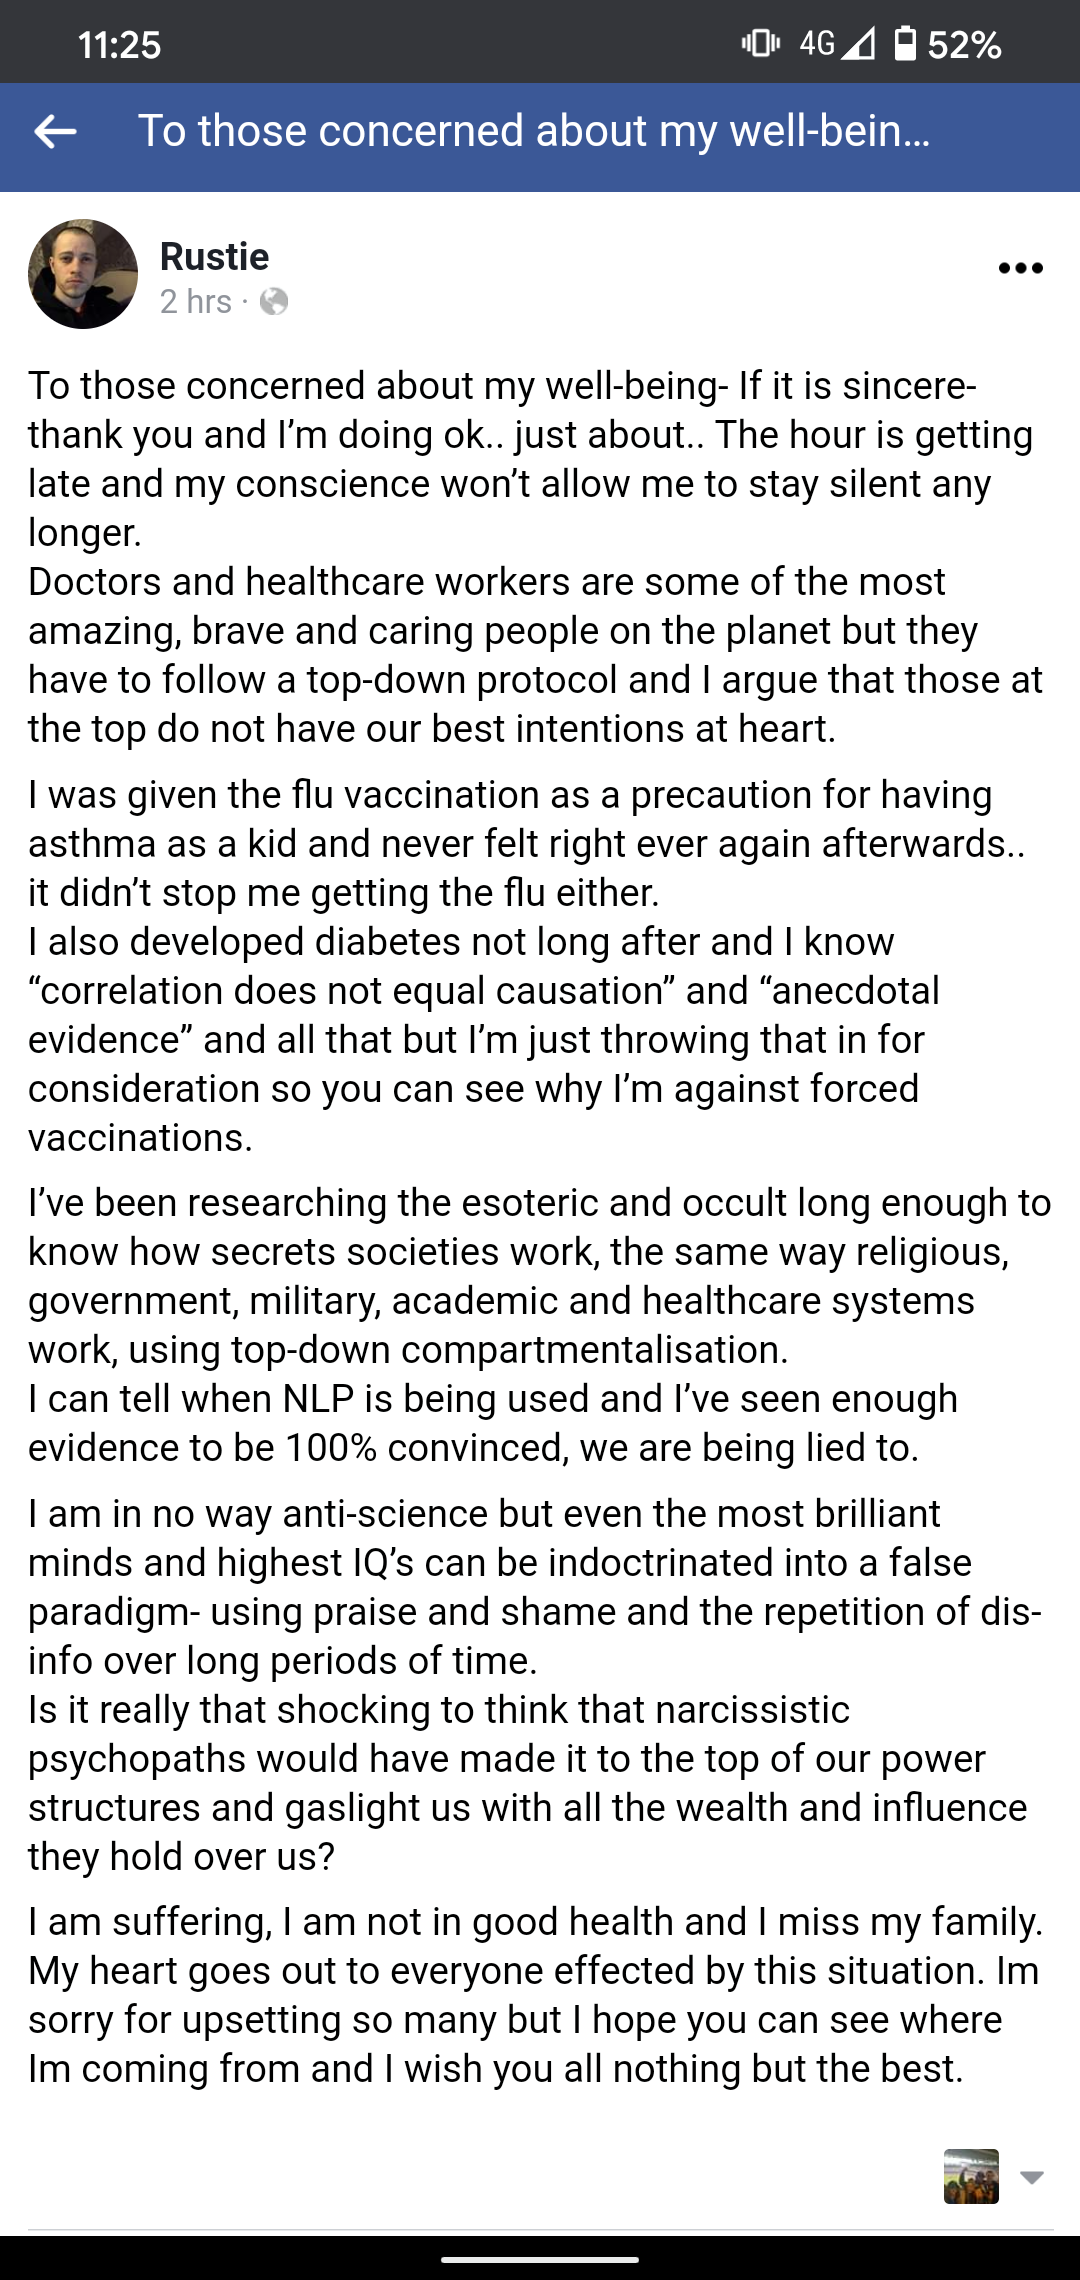 11:25
4G 52%
To those concerned about my well-bein...
Rustie
2 hrs ·
To those concerned about my well-being- If it is sincere-
thank you and I’m doing ok.. just about.. The hour is getting
late and my conscience won’t allow me to stay silent any
longer.
Doctors and healthcare workers are some of the most
amazing, brave and caring people on the planet but they
have to follow a top-down protocol and I argue that those at
the top do not have our best intentions at heart.
I was given the flu vaccination as a precaution for having
asthma as a kid and never felt right ever again afterwards..
it didn’t stop me getting the flu either.
I also developed diabetes not long after and I know
“correlation does not equal causation” and “anecdotal
evidence” and all that but I’m just throwing that in for
consideration so you can see why I’m against forced
vaccinations.
I’ve been researching the esoteric and occult long enough to
know how secrets societies work, the same way religious,
government, military, academic and healthcare systems
work, using top-down compartmentalisation.
I can tell when NLP is being used and I’ve seen enough
evidence to be 100% convinced, we are being lied to.
I am in no way anti-science but even the most brilliant
minds and highest IQ’s can be indoctrinated into a false
paradigm- using praise and shame and the repetition of dis-
info over long periods of time.
Is it really that shocking to think that narcissistic
psychopaths would have made it to the top of our power
structures and gaslight us with all the wealth and influence
they hold over us?
I am suffering, I am not in good health and I miss my family.
My heart goes out to everyone effected by this situation. Im
sorry for upsetting so many but I hope you can see where
Im coming from and I wish you all nothing but the best.